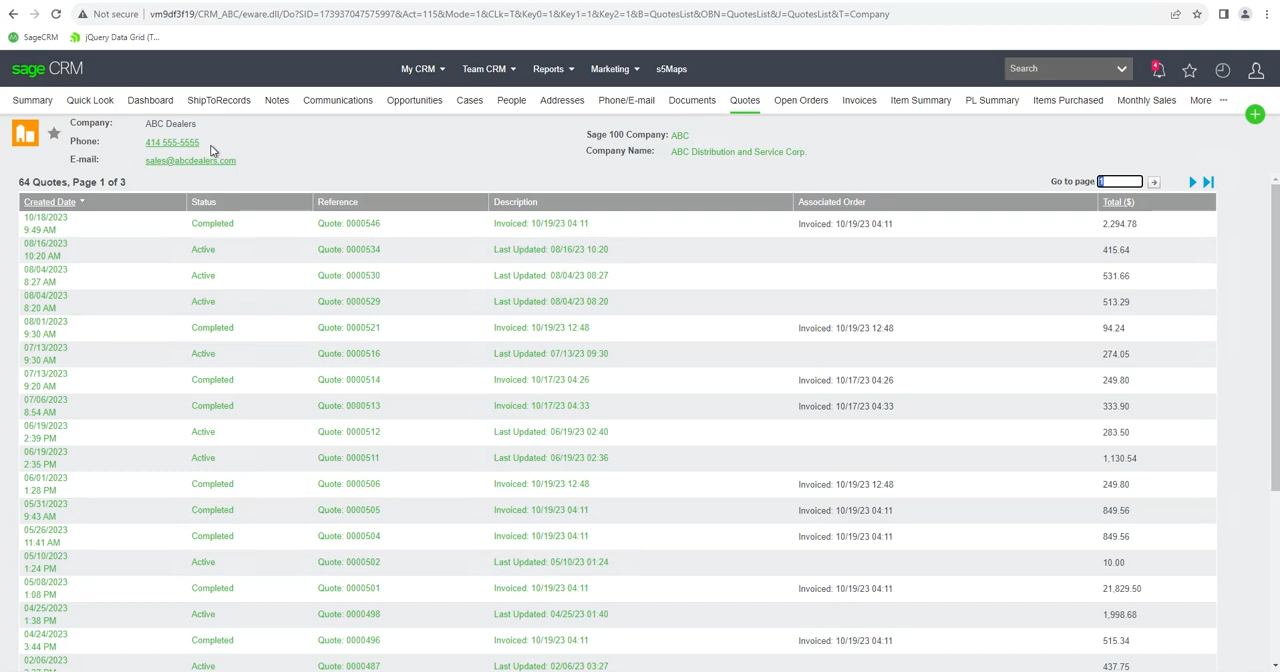 Not secure | vm9df3f19/CRM_ABC/eware.dll/Do?SID=173937047575997&Act=115&Mode=1&CLk=T&Key0=1&Key1=1&Key2=1&B=QuotesList&OBN=QuotesList&J=QuotesList&T=Company
SageCRM jQuery Data Grid (T...
sage CRM My CRM Team CRM Reports Marketing s5Maps Search 4
Summary Quick Look Dashboard ShipToRecords Notes Communications Opportunities Cases People Addresses Phone/E-mail Documents Quotes Open Orders Invoices Item Summary PL Summary Items Purchased Monthly Sales More ...
Company: ABC Dealers
Phone: 414 555-5555
E-mail: sales@abcdealers.com
Sage 100 Company: ABC
Company Name: ABC Distribution and Service Corp.
64 Quotes, Page 1 of 3 Go to page 1
Created Date Status Reference Description Associated Order Total ($)
10/18/2023
9:49 AM Completed Quote: 0000546 Invoiced: 10/19/23 04:11 Invoiced: 10/19/23 04:11 2,294.78
08/16/2023
10:20 AM Active Quote: 0000534 Last Updated: 08/16/23 10:20 415.64
08/04/2023
8:27 AM Active Quote: 0000530 Last Updated: 08/04/23 08:27 531.66
08/04/2023
8:20 AM Active Quote: 0000529 Last Updated: 08/04/23 08:20 513.29
08/01/2023
9:30 AM Completed Quote: 0000521 Invoiced: 10/19/23 12:48 Invoiced: 10/19/23 12:48 94.24
07/13/2023
9:30 AM Active Quote: 0000516 Last Updated: 07/13/23 09:30 274.05
07/13/2023
9:20 AM Completed Quote: 0000514 Invoiced: 10/17/23 04:26 Invoiced: 10/17/23 04:26 249.80
07/06/2023
8:54 AM Completed Quote: 0000513 Invoiced: 10/17/23 04:33 Invoiced: 10/17/23 04:33 333.90
06/19/2023
2:39 PM Active Quote: 0000512 Last Updated: 06/19/23 02:40 283.50
06/19/2023
2:35 PM Active Quote: 0000511 Last Updated: 06/19/23 02:36 1,130.54
06/01/2023
1:28 PM Completed Quote: 0000506 Invoiced: 10/19/23 12:48 Invoiced: 10/19/23 12:48 249.80
05/31/2023
9:43 AM Completed Quote: 0000505 Invoiced: 10/19/23 04:11 Invoiced: 10/19/23 04:11 849.56
05/26/2023
11:41 AM Completed Quote: 0000504 Invoiced: 10/19/23 04:11 Invoiced: 10/19/23 04:11 849.56
05/10/2023
1:24 PM Active Quote: 0000502 Last Updated: 05/10/23 01:24 10.00
05/08/2023
1:08 PM Completed Quote: 0000501 Invoiced: 10/19/23 04:11 Invoiced: 10/19/23 04:11 21,829.50
04/25/2023
1:38 PM Active Quote: 0000498 Last Updated: 04/25/23 01:40 1,998.68
04/24/2023
3:44 PM Completed Quote: 0000496 Invoiced: 10/19/23 04:11 Invoiced: 10/19/23 04:11 515.34
02/06/2023
Active Quote: 0000487 Last Updated: 02/06/23 03:27 437.75